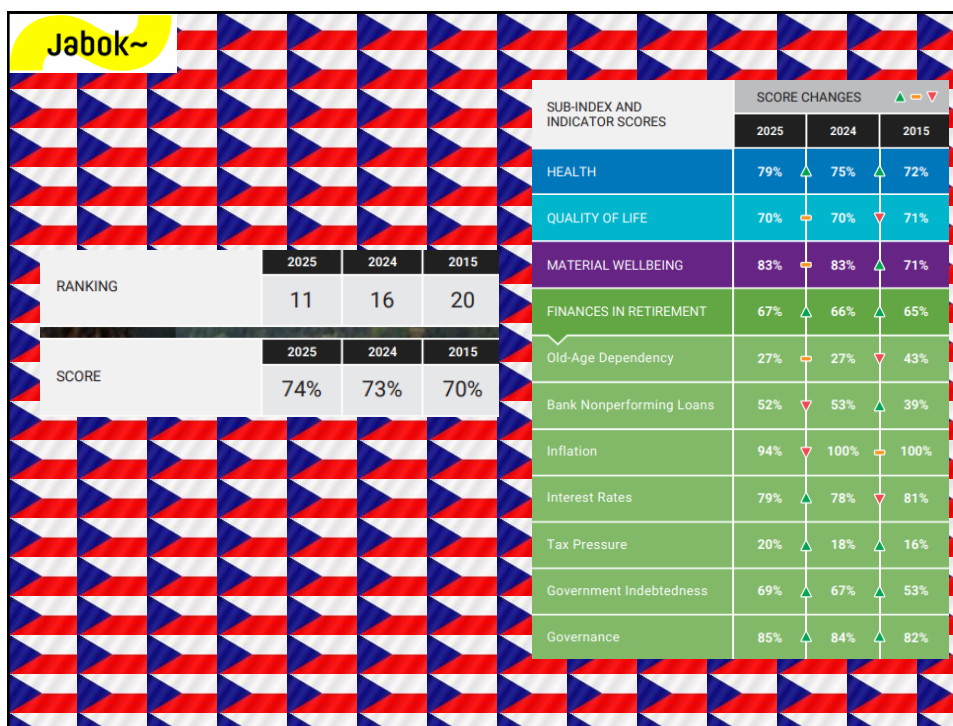 Jabok~
SUB-INDEX AND
INDICATOR SCORES
SCORE CHANGES
2025 2024 2015
HEALTH 79% 75% 72%
QUALITY OF LIFE 70% 70% 71%
MATERIAL WELLBEING 83% 83% 71%
FINANCES IN RETIREMENT 67% 66% 65%
Old-Age Dependency 27% 27% 43%
Bank Nonperforming Loans 52% 53% 39%
Inflation 94% 100% 100%
Interest Rates 79% 78% 81%
Tax Pressure 20% 18% 16%
Government Indebtedness 69% 67% 53%
Governance 85% 84% 82%
2025 2024 2015
RANKING 11 16 20
2025 2024 2015
SCORE 74% 73% 70%